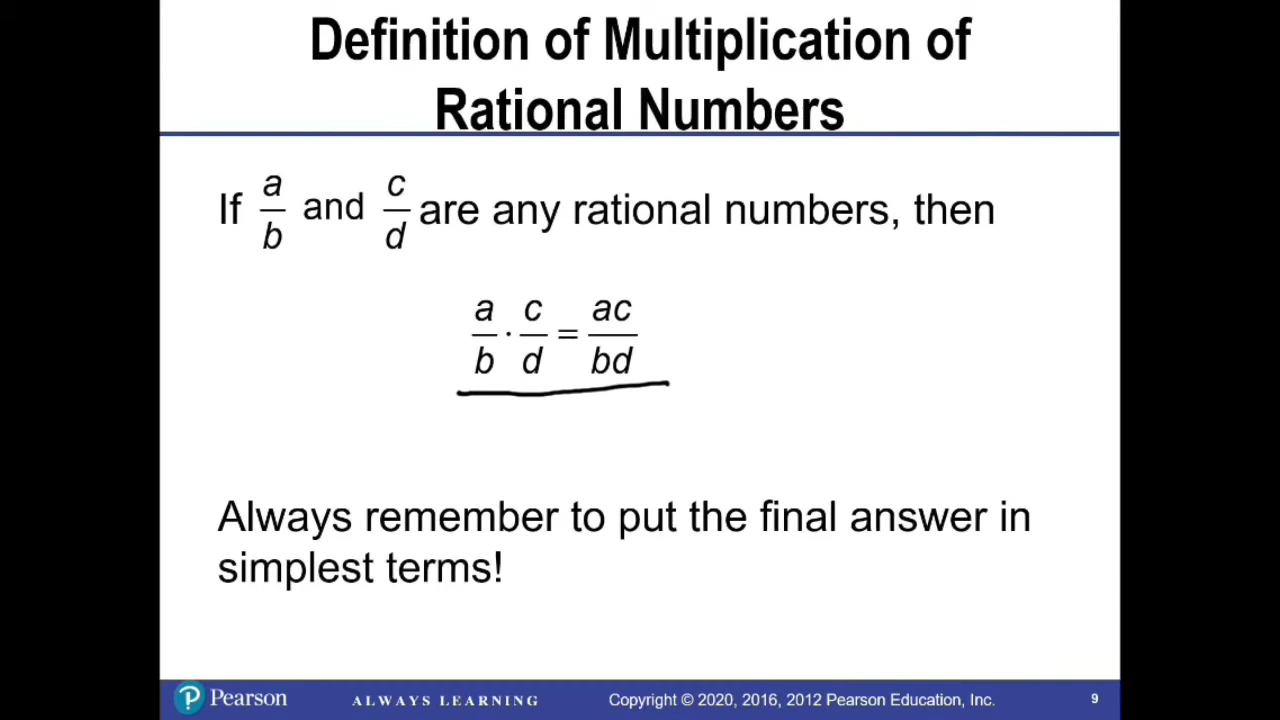 Definition of Multiplication of
Rational Numbers
If a/b and c/d are any rational numbers, then
a/b · c/d = ac/bd
Always remember to put the final answer in
simplest terms!
P Pearson ALWAYS LEARNING Copyright © 2020, 2016, 2012 Pearson Education, Inc. 9